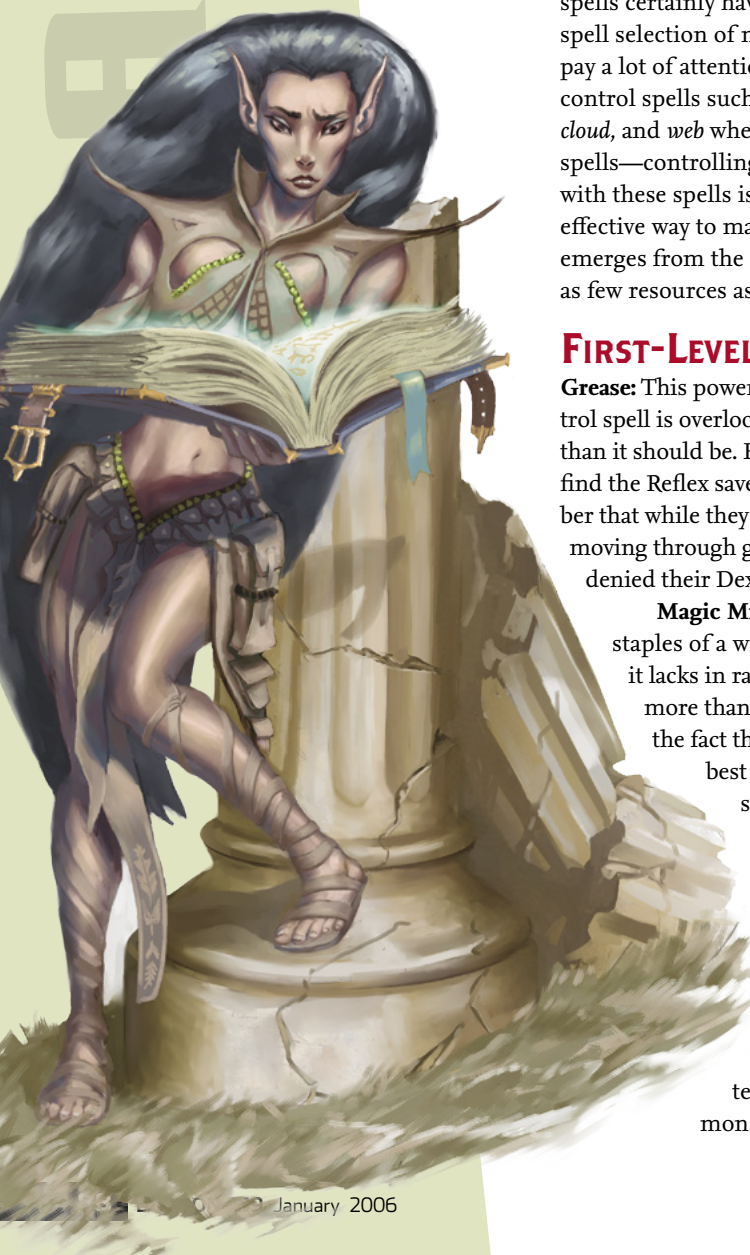 spells certainly hav
spell selection of m
pay a lot of attentio
control spells such
cloud, and web whe
spells—controlling
with these spells is
effective way to ma
emerges from the
as few resources as
First-Level
Grease: This power
trol spell is overloo
than it should be. 
find the Reflex save
ber that while they
moving through g
denied their Dex
Magic Mi
staples of a w
it lacks in ra
more than
the fact th
best
s
te
mon
January 2006